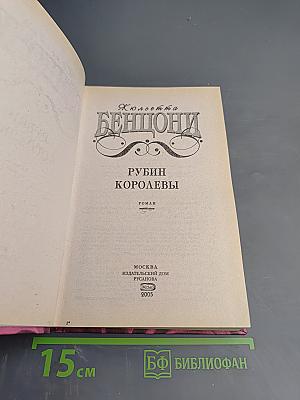 Жюльетта
БЕНЦОНИ
РУБИН
КОРОЛЕВЫ
РОМАН
МОСКВА
ИЗДАТЕЛЬСКИЙ ДОМ
РУСАНОВА
2005
15 см
БФ БИБЛИОФАН